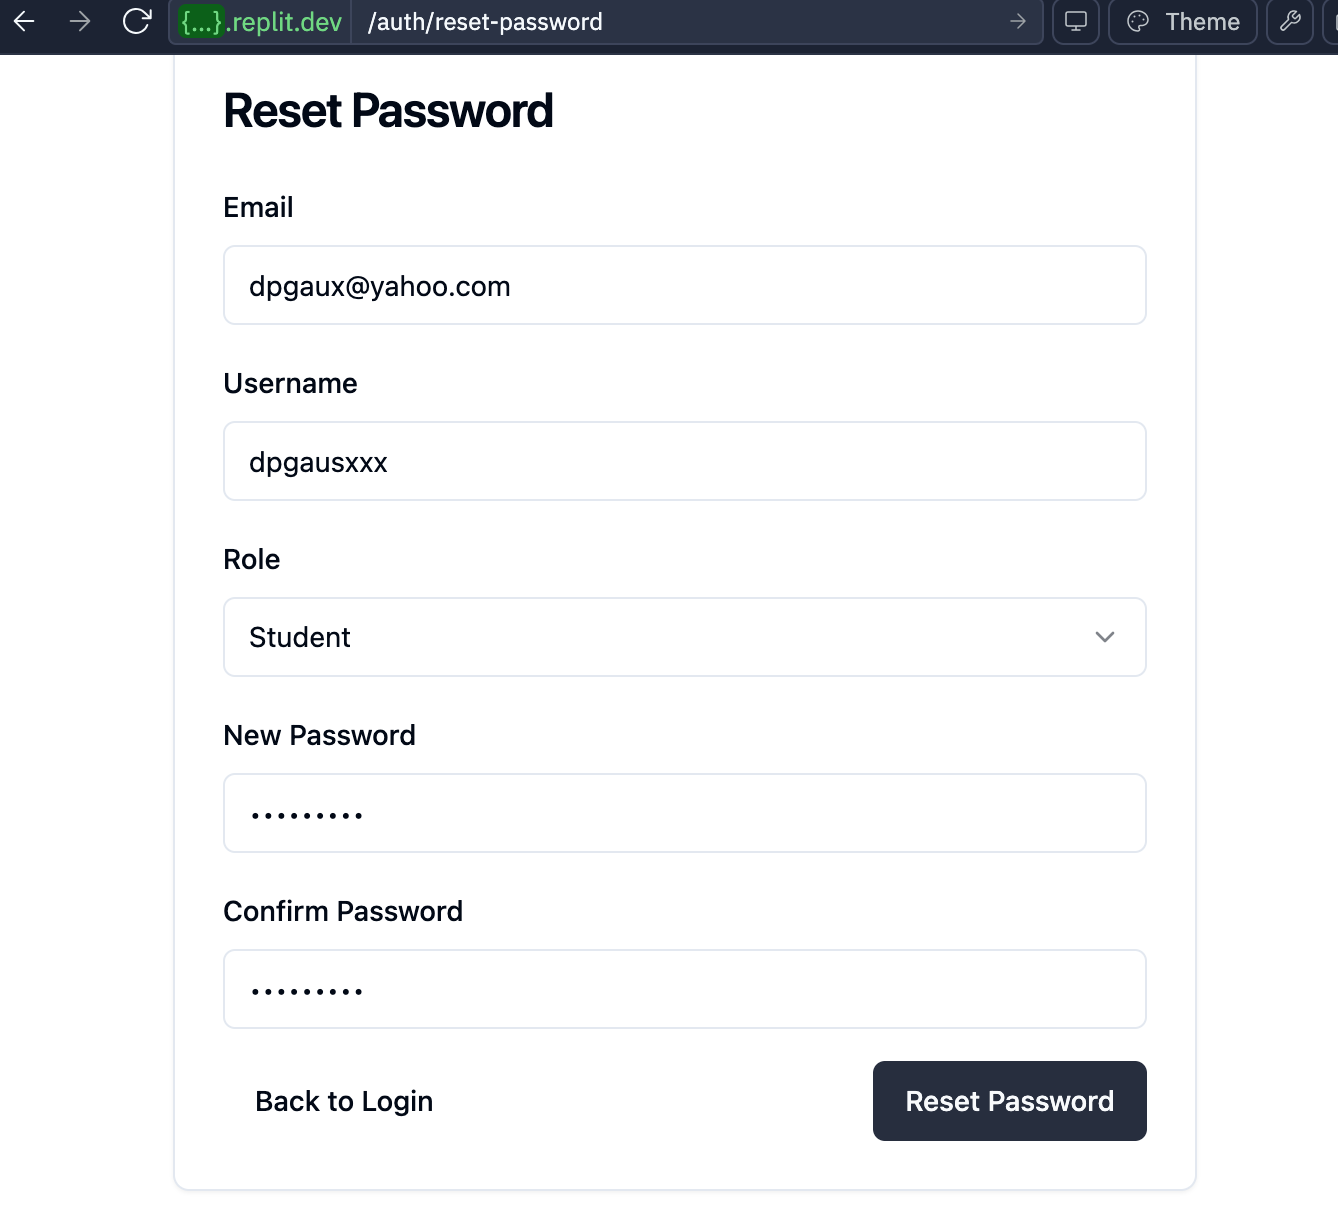 {...}.replit.dev /auth/reset-password Theme
Reset Password
Email
dpgaux@yahoo.com
Username
dpgausxxx
Role
Student
New Password
•••••••••
Confirm Password
•••••••••
Back to Login Reset Password